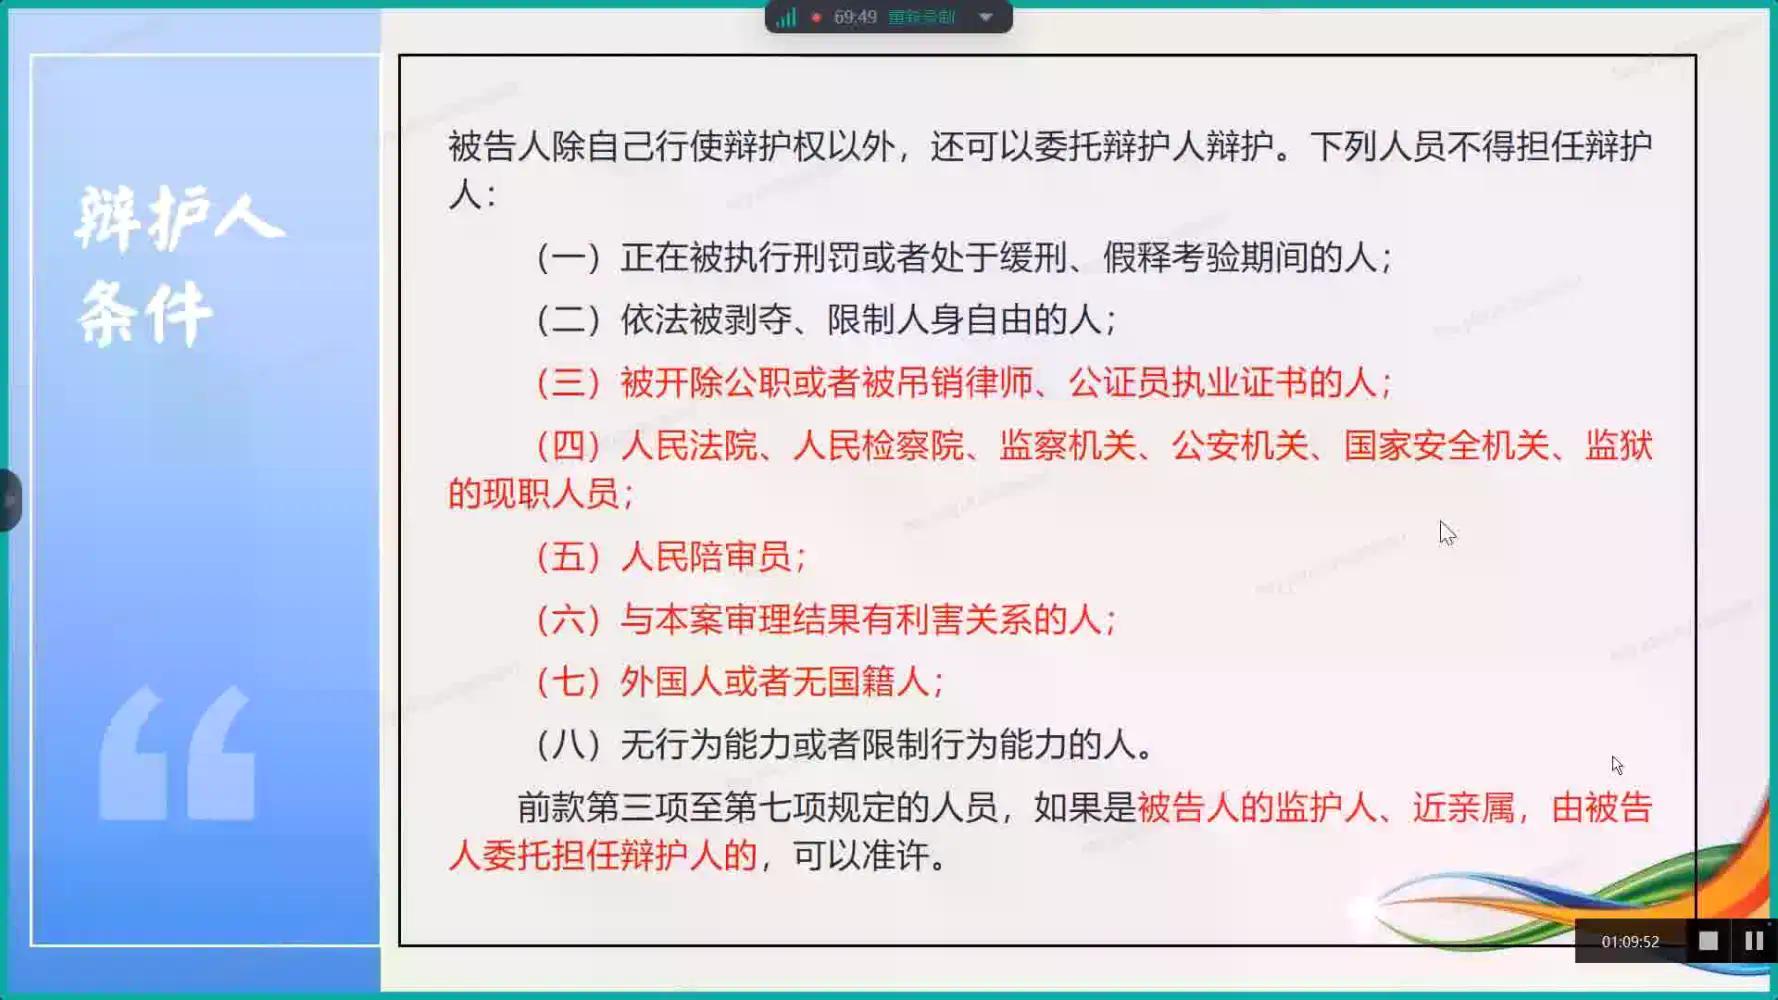 69:49
辩护人
条件
被告人除自己行使辩护权以外，还可以委托辩护人辩护。下列人员不得担任辩护
人：
（一）正在被执行刑罚或者处于缓刑、假释考验期间的人；
（二）依法被剥夺、限制人身自由的人；
（三）被开除公职或者被吊销律师、公证员执业证书的人；
（四）人民法院、人民检察院、监察机关、公安机关、国家安全机关、监狱
的现职人员；
（五）人民陪审员；
（六）与本案审理结果有利害关系的人；
（七）外国人或者无国籍人；
（八）无行为能力或者限制行为能力的人。
前款第三项至第七项规定的人员，如果是被告人的监护人、近亲属，由被告
人委托担任辩护人的，可以准许。
01:09:52